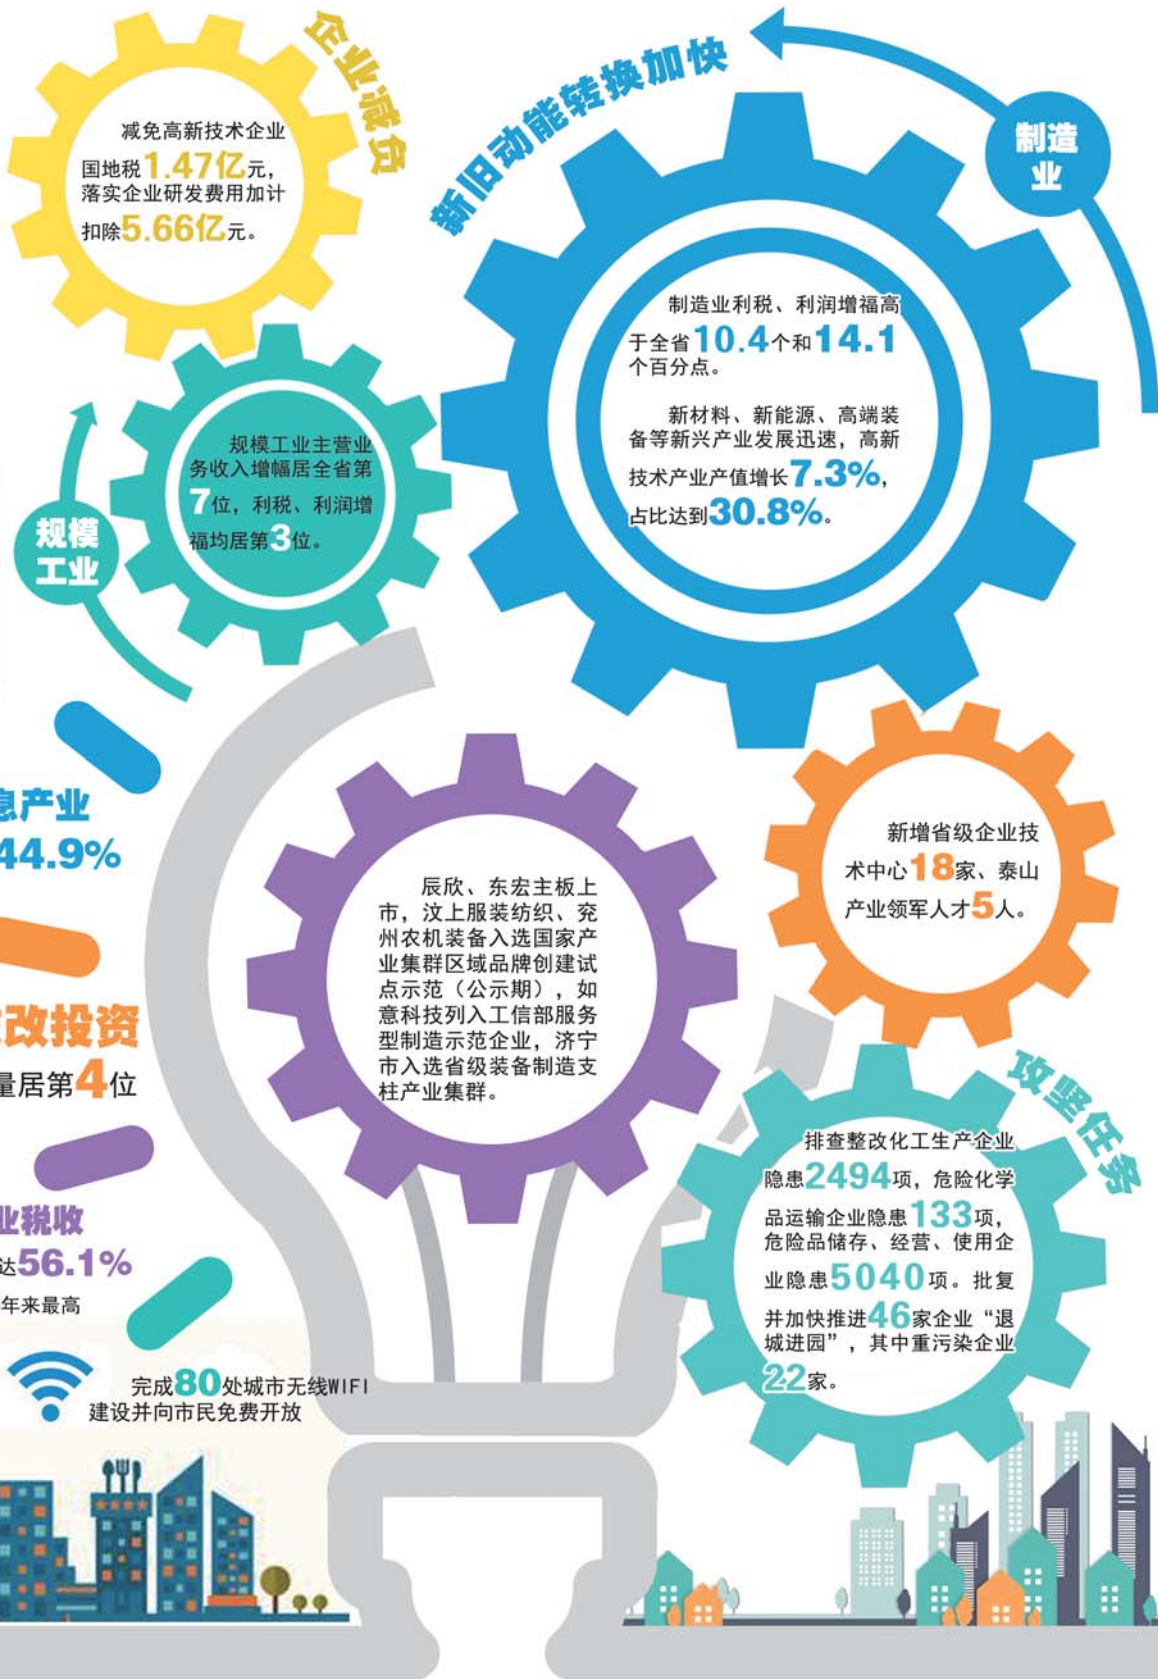 企业减负
减免高新技术企业
国地税1.47亿元，
落实企业研发费用加计
扣除5.66亿元。
新旧动能转换加快
制造
业
制造业利税、利润增福高
于全省10.4个和14.1
个百分点。
新材料、新能源、高端装
备等新兴产业发展迅速，高新
技术产业产值增长7.3%，
占比达到30.8%。
规模
工业
规模工业主营业
务收入增幅居全省第
7位，利税、利润增
福均居第3位。
息产业
44.9%
改投资
量居第4位
业税收
达56.1%
年来最高
完成80处城市无线WIFI
建设并向市民免费开放
辰欣、东宏主板上
市，汶上服装纺织、兖
州农机装备入选国家产
业集群区域品牌创建试
点示范（公示期），如
意科技列入工信部服务
型制造示范企业，济宁
市入选省级装备制造支
柱产业集群。
新增省级企业技
术中心18家、泰山
产业领军人才5人。
攻坚任务
排查整改化工生产企业
隐患2494项，危险化学
品运输企业隐患133项，
危险品储存、经营、使用企
业隐患5040项。批复
并加快推进46家企业“退
城进园”，其中重污染企业
22家。